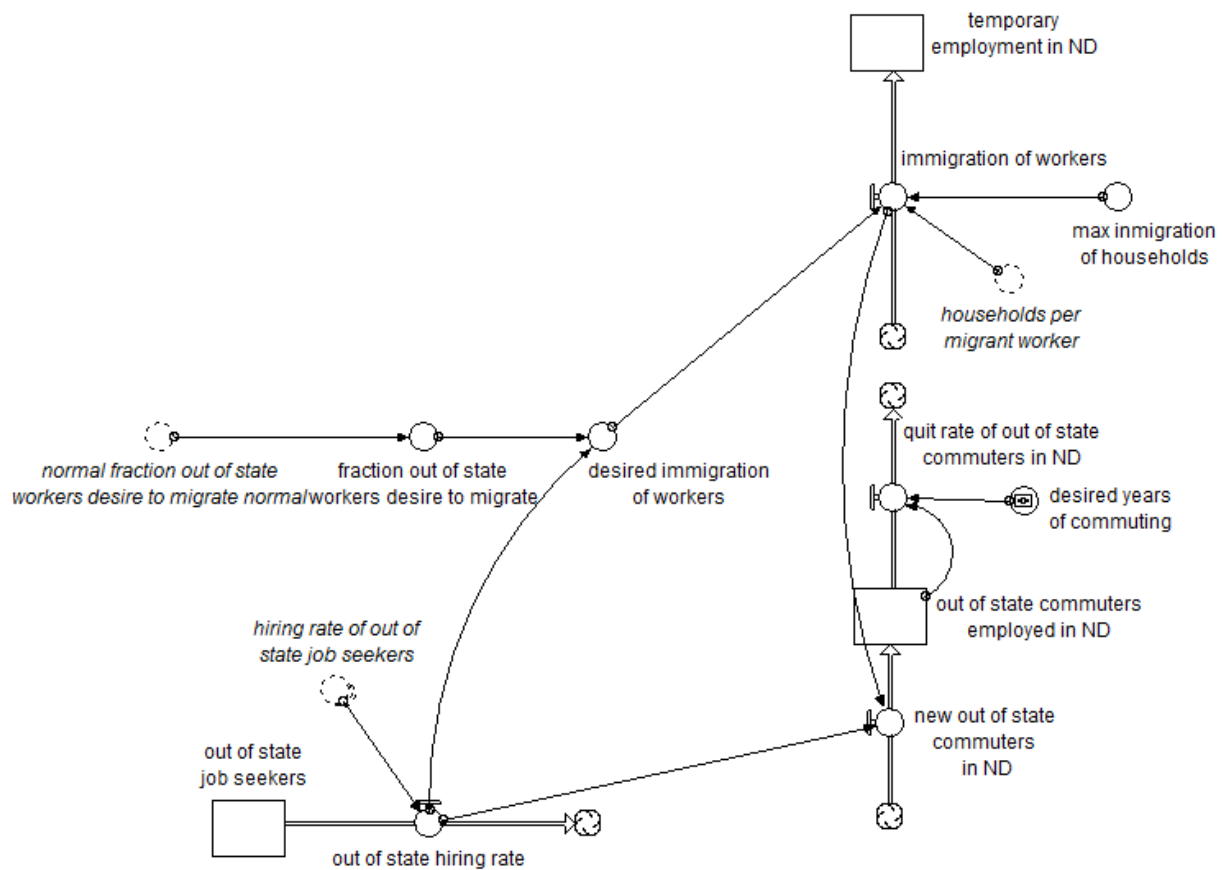 temporary
employment in ND
immigration of workers
max inmigration
of households
households per
migrant worker
quit rate of out of state
commuters in ND
normal fraction out of state
workers desire to migrate normal
fraction out of state
workers desire to migrate
desired immigration
of workers
desired years
of commuting
out of state commuters
employed in ND
hiring rate of out of
state job seekers
new out of state
commuters
in ND
out of state
job seekers
out of state hiring rate